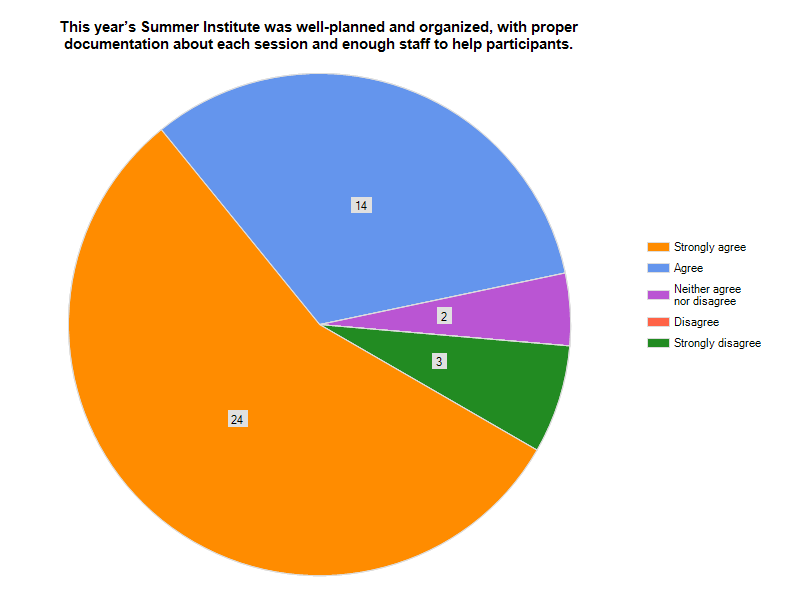 This year’s Summer Institute was well-planned and organized, with proper
documentation about each session and enough staff to help participants.
14
2
3
24
Strongly agree
Agree
Neither agree
nor disagree
Disagree
Strongly disagree